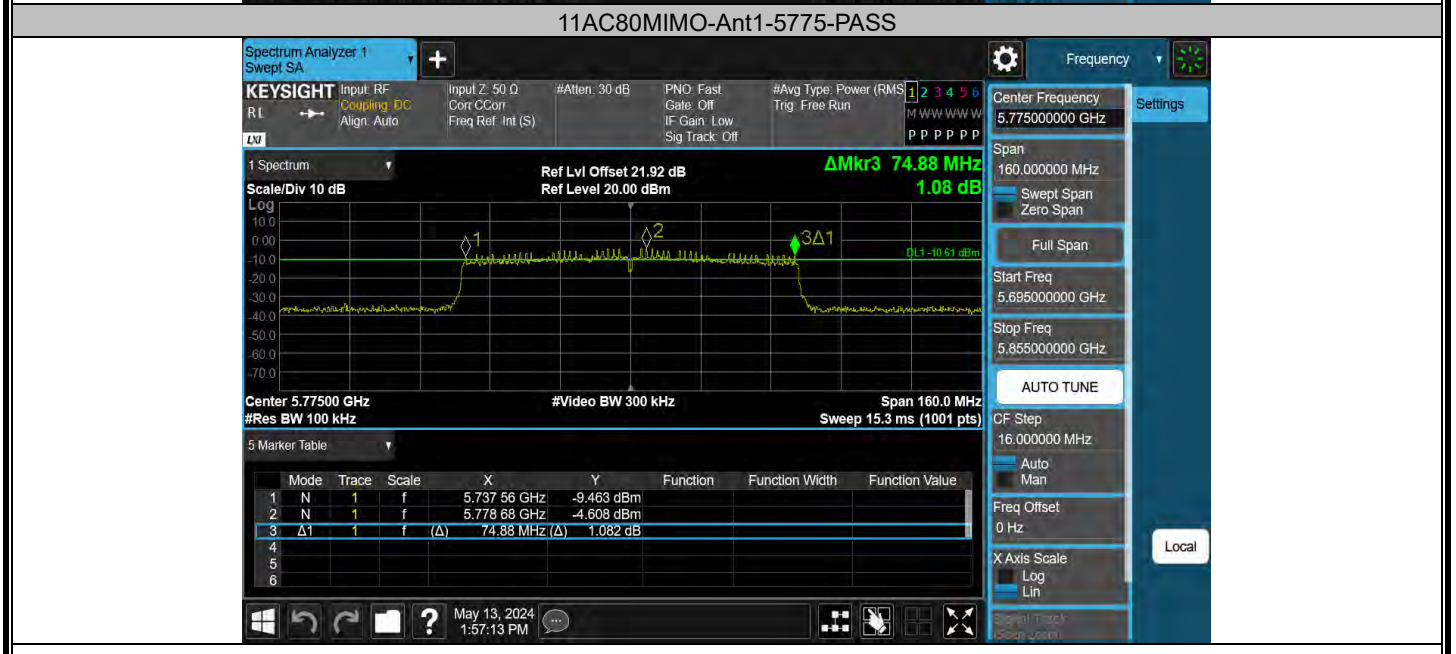 11AC80MIMO-Ant1-5775-PASS
Spectrum Analyzer 1
Swept SA
+
Frequency
KEYSIGHT
RL
LXI
Input: RF
Coupling: DC
Align: Auto
Input Z: 50 Ω
Corr CCorr
Freq Ref: Int (S)
#Atten: 30 dB
PNO: Fast
Gate: Off
IF Gain: Low
Sig Track: Off
#Avg Type: Power (RMS
Trig: Free Run
1 2 3 4 5 6
M W W W W W
P P P P P P
Center Frequency
5.775000000 GHz
Settings
1 Spectrum
Scale/Div 10 dB
Ref Lvl Offset 21.92 dB
Ref Level 20.00 dBm
ΔMkr3 74.88 MHz
1.08 dB
Span
160.000000 MHz
Swept Span
Zero Span
Full Span
Start Freq
5.695000000 GHz
Stop Freq
5.855000000 GHz
AUTO TUNE
CF Step
16.000000 MHz
Auto
Man
Freq Offset
0 Hz
X Axis Scale
Log
Lin
Local
Log
10.0
0.00
-10.0
-20.0
-30.0
-40.0
-50.0
-60.0
-70.0
1
2
3Δ1
DL1 -10.61 dBm
Center 5.77500 GHz
#Res BW 100 kHz
#Video BW 300 kHz
Span 160.0 MHz
Sweep 15.3 ms (1001 pts)
5 Marker Table
Mode Trace Scale X Y Function Function Width Function Value
1 N 1 f 5.737 56 GHz -9.463 dBm
2 N 1 f 5.778 68 GHz -4.608 dBm
3 Δ1 1 f (Δ) 74.88 MHz (Δ) 1.082 dB
4
5
6
?
May 13, 2024
1:57:13 PM